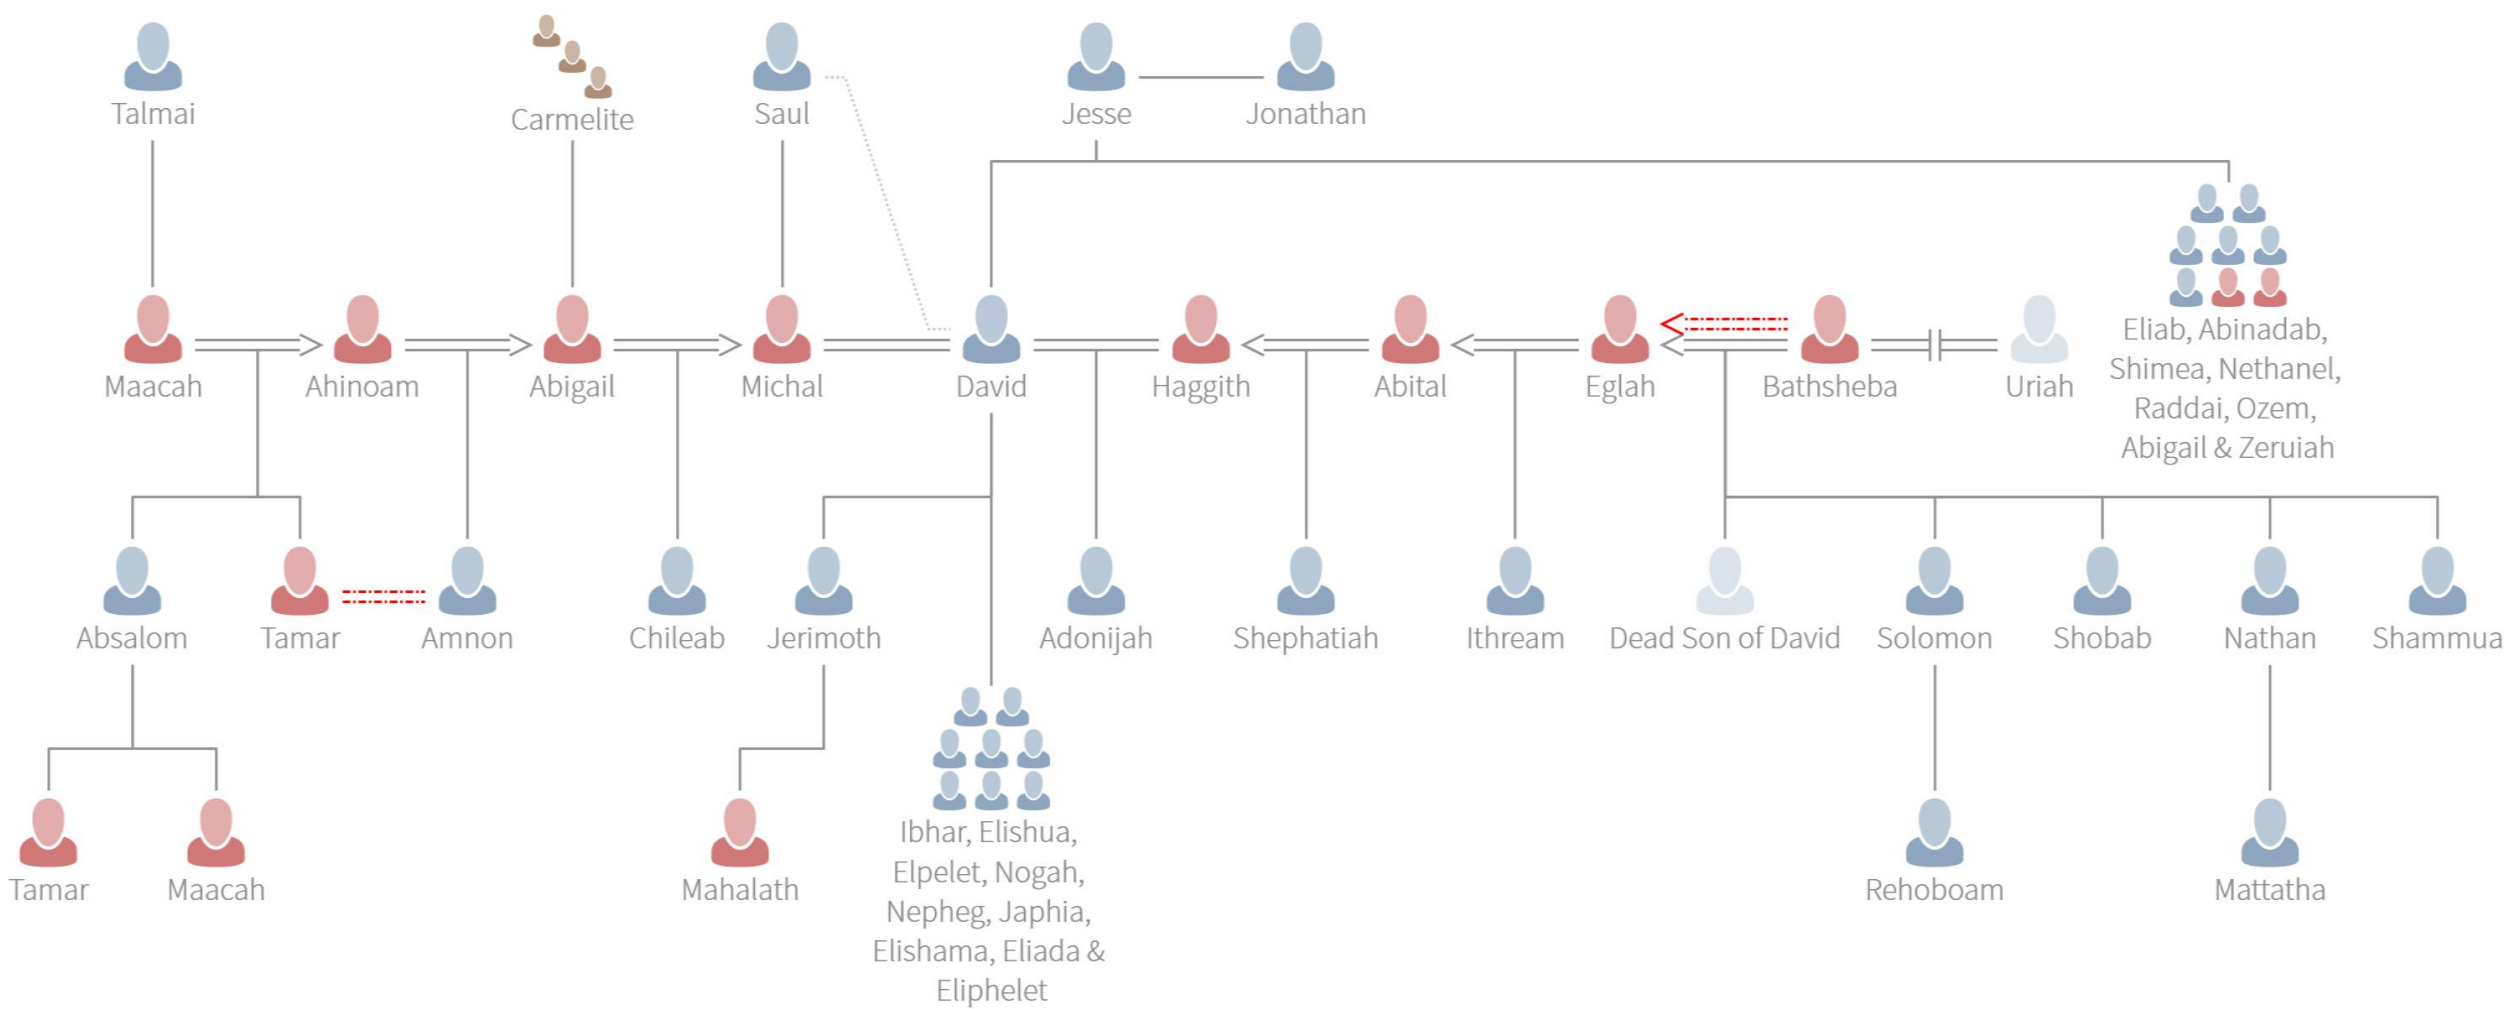 Talmai
Carmelite
Saul
Jesse
Jonathan
Maacah
Ahinoam
Abigail
Michal
David
Haggith
Abital
Eglah
Bathsheba
Uriah
Eliab, Abinadab,
Shimea, Nethanel,
Raddai, Ozem,
Abigail & Zeruiah
Absalom
Tamar
Amnon
Chileab
Jerimoth
Adonijah
Shephatiah
Ithream
Dead Son of David
Solomon
Shobab
Nathan
Shammua
Tamar
Maacah
Mahalath
Ibhar, Elishua,
Elpelet, Nogah,
Nepheg, Japhia,
Elishama, Eliada &
Eliphelet
Rehoboam
Mattatha